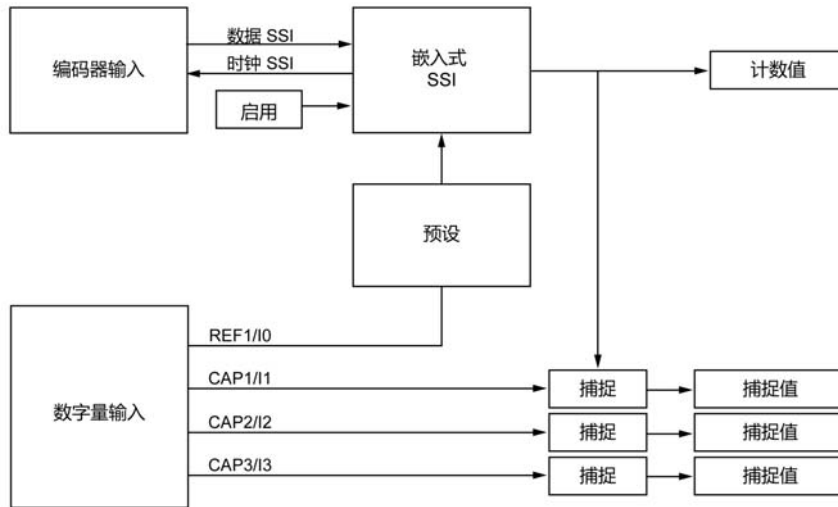 数据 SSI
编码器输入
时钟 SSI
嵌入式
SSI
计数值
启用
预设
REF1/I0
CAP1/I1
捕捉
捕捉值
数字量输入
CAP2/I2
捕捉
捕捉值
CAP3/I3
捕捉
捕捉值